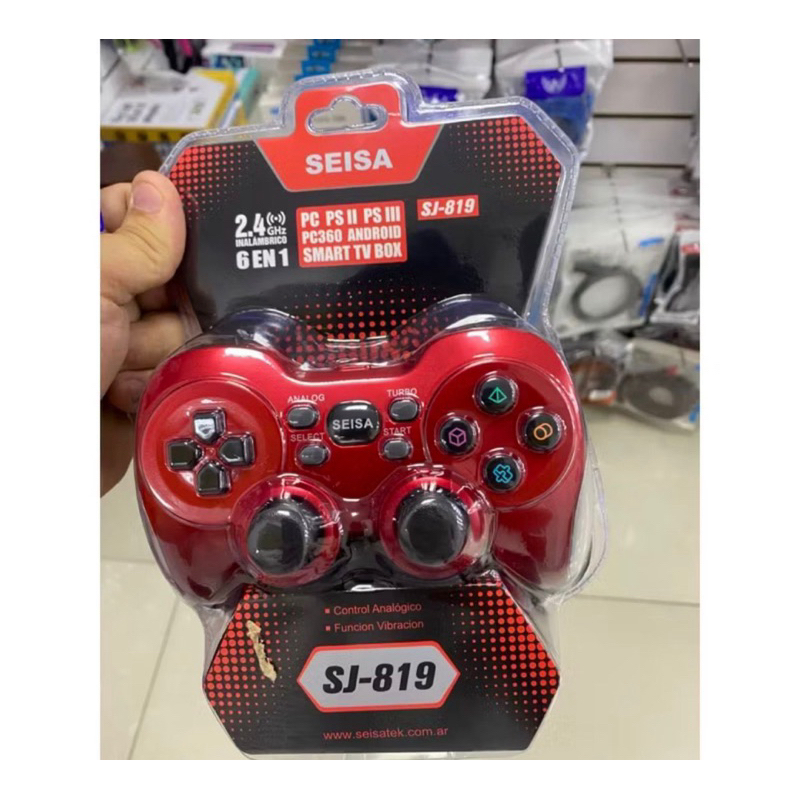 SEISA
2.4 GHz
INALÁMBRICO
6 EN 1
PC PS II PS III
PC360 ANDROID
SMART TV BOX
SJ-819
ANALOG
TURBO
SEISA
SELECT
START
Control Analógico
Funcion Vibracion
SJ-819
www.seisatek.com.ar